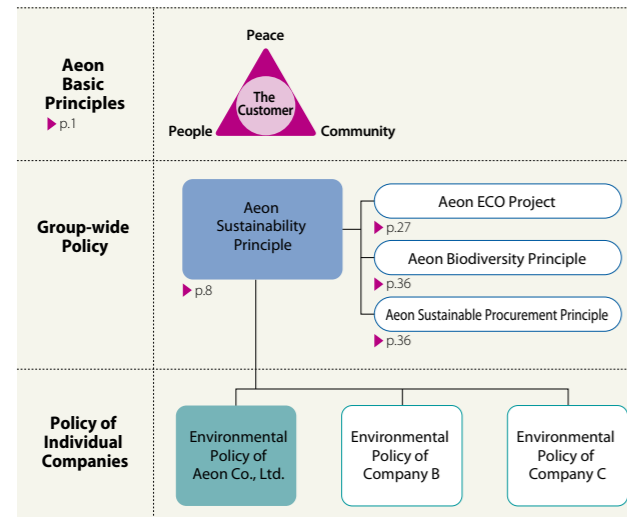 Aeon
Basic
Principles
p.1
Peace
The
Customer
People
Community
Group-wide
Policy
Aeon
Sustainability
Principle
p.8
Aeon ECO Project
p.27
Aeon Biodiversity Principle
p.36
Aeon Sustainable Procurement Principle
p.36
Policy of
Individual
Companies
Environmental
Policy of
Aeon Co., Ltd.
Environmental
Policy of
Company B
Environmental
Policy of
Company C